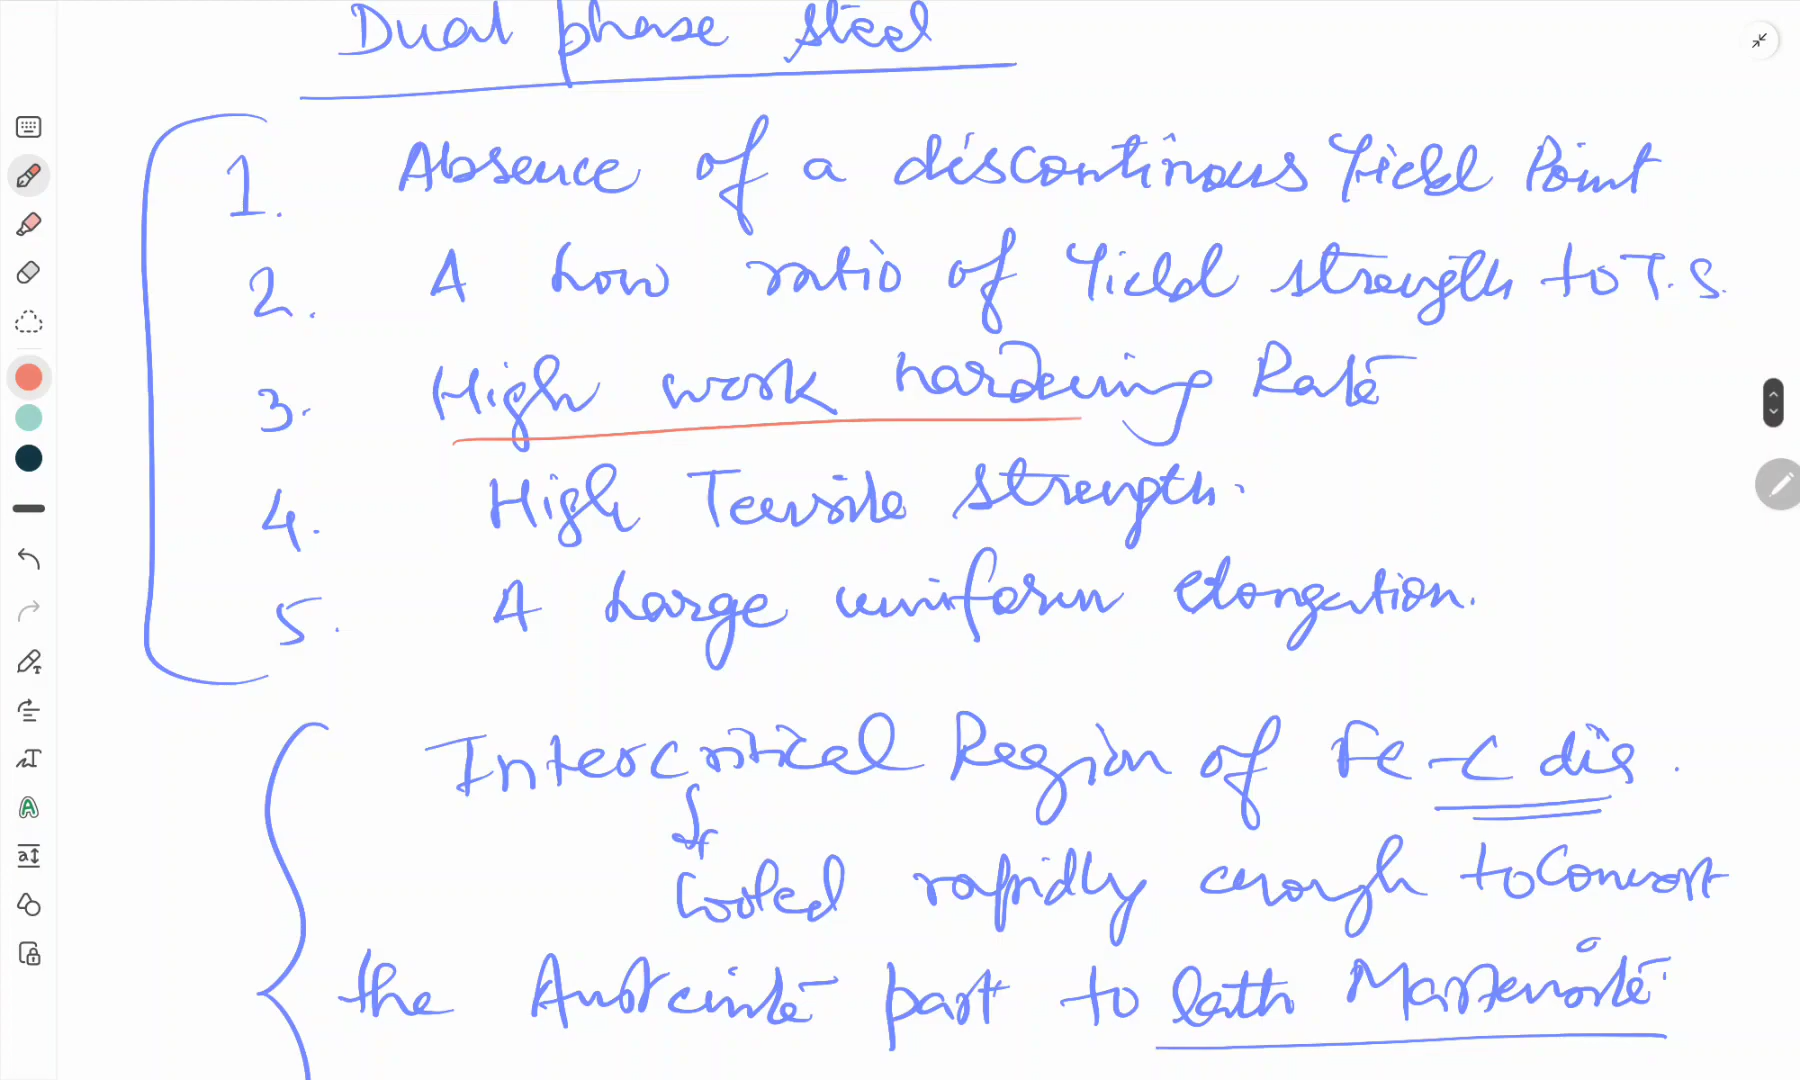 Dual phase steel
1. Absence of a discontinous Yield Point
2. A Low ratio of Yield strength to T.S.
3. High work hardening Rate
4. High Tensile strength.
5. A Large uniform elongation.
Intercritical Region of Fe-C dia.
Cooled rapidly enough to Convert
the Austeinite part to lath Martensite.